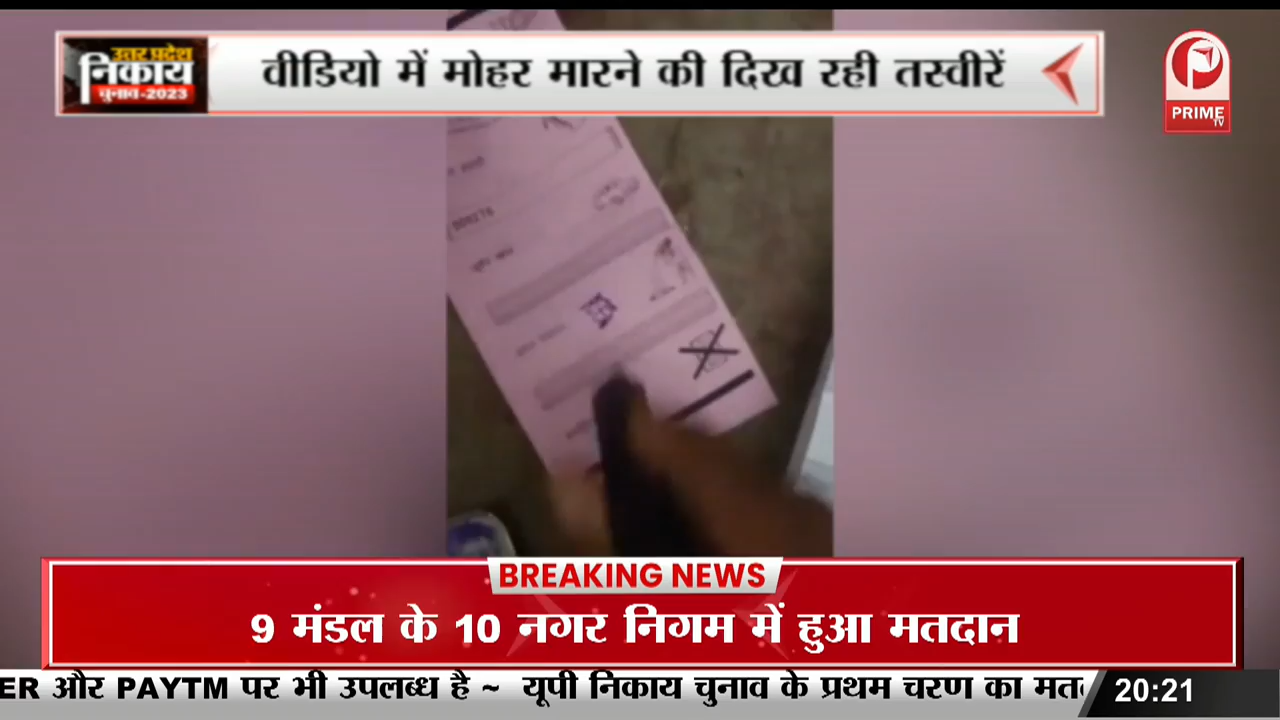 उत्तर प्रदेश
निकाय
चुनाव-2023
वीडियो में मोहर मारने की दिख रही तस्वीरें
PRIME
TV
BREAKING NEWS
9 मंडल के 10 नगर निगम में हुआ मतदान
ER और PAYTM पर भी उपलब्ध है ~ यूपी निकाय चुनाव के प्रथम चरण का
20:21